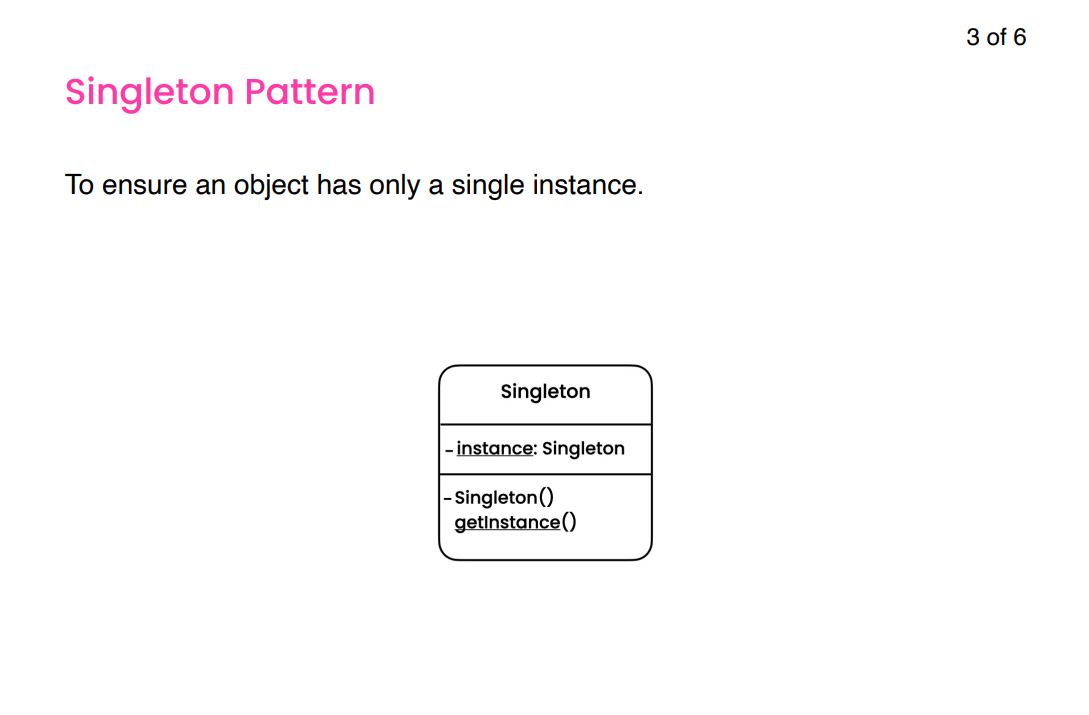 3 of 6
Singleton Pattern
To ensure an object has only a single instance.
Singleton
- instance: Singleton
- Singleton()
getInstance()